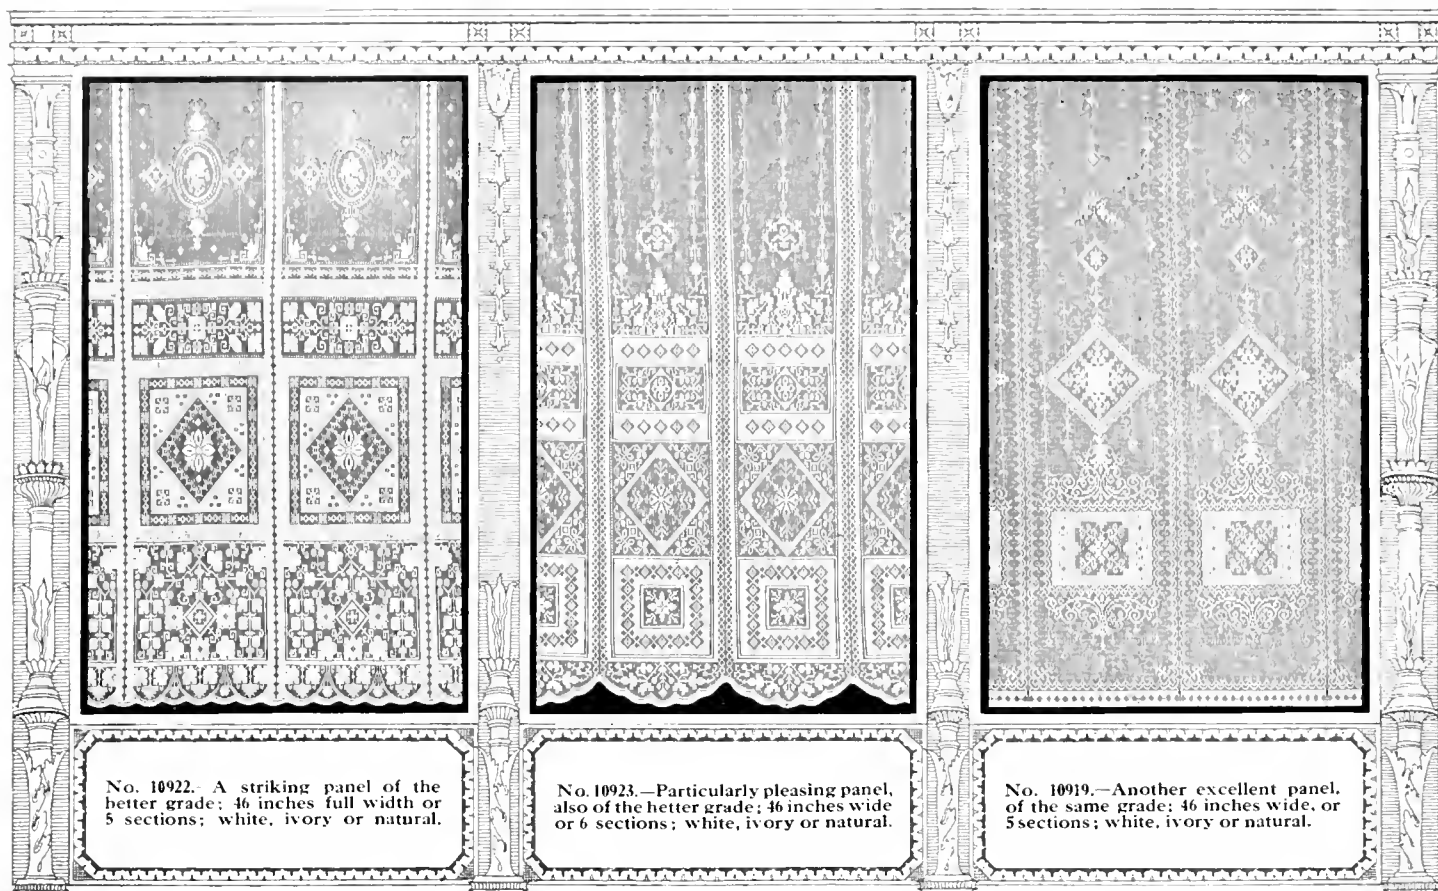 No. 10922.- A striking panel of the
better grade; 46 inches full width or
5 sections; white, ivory or natural.
No. 10923.—Particularly pleasing panel,
also of the better grade; 46 inches wide
or 6 sections; white, ivory or natural.
No. 10919.—Another excellent panel,
of the same grade; 46 inches wide, or
5 sections; white, ivory or natural.